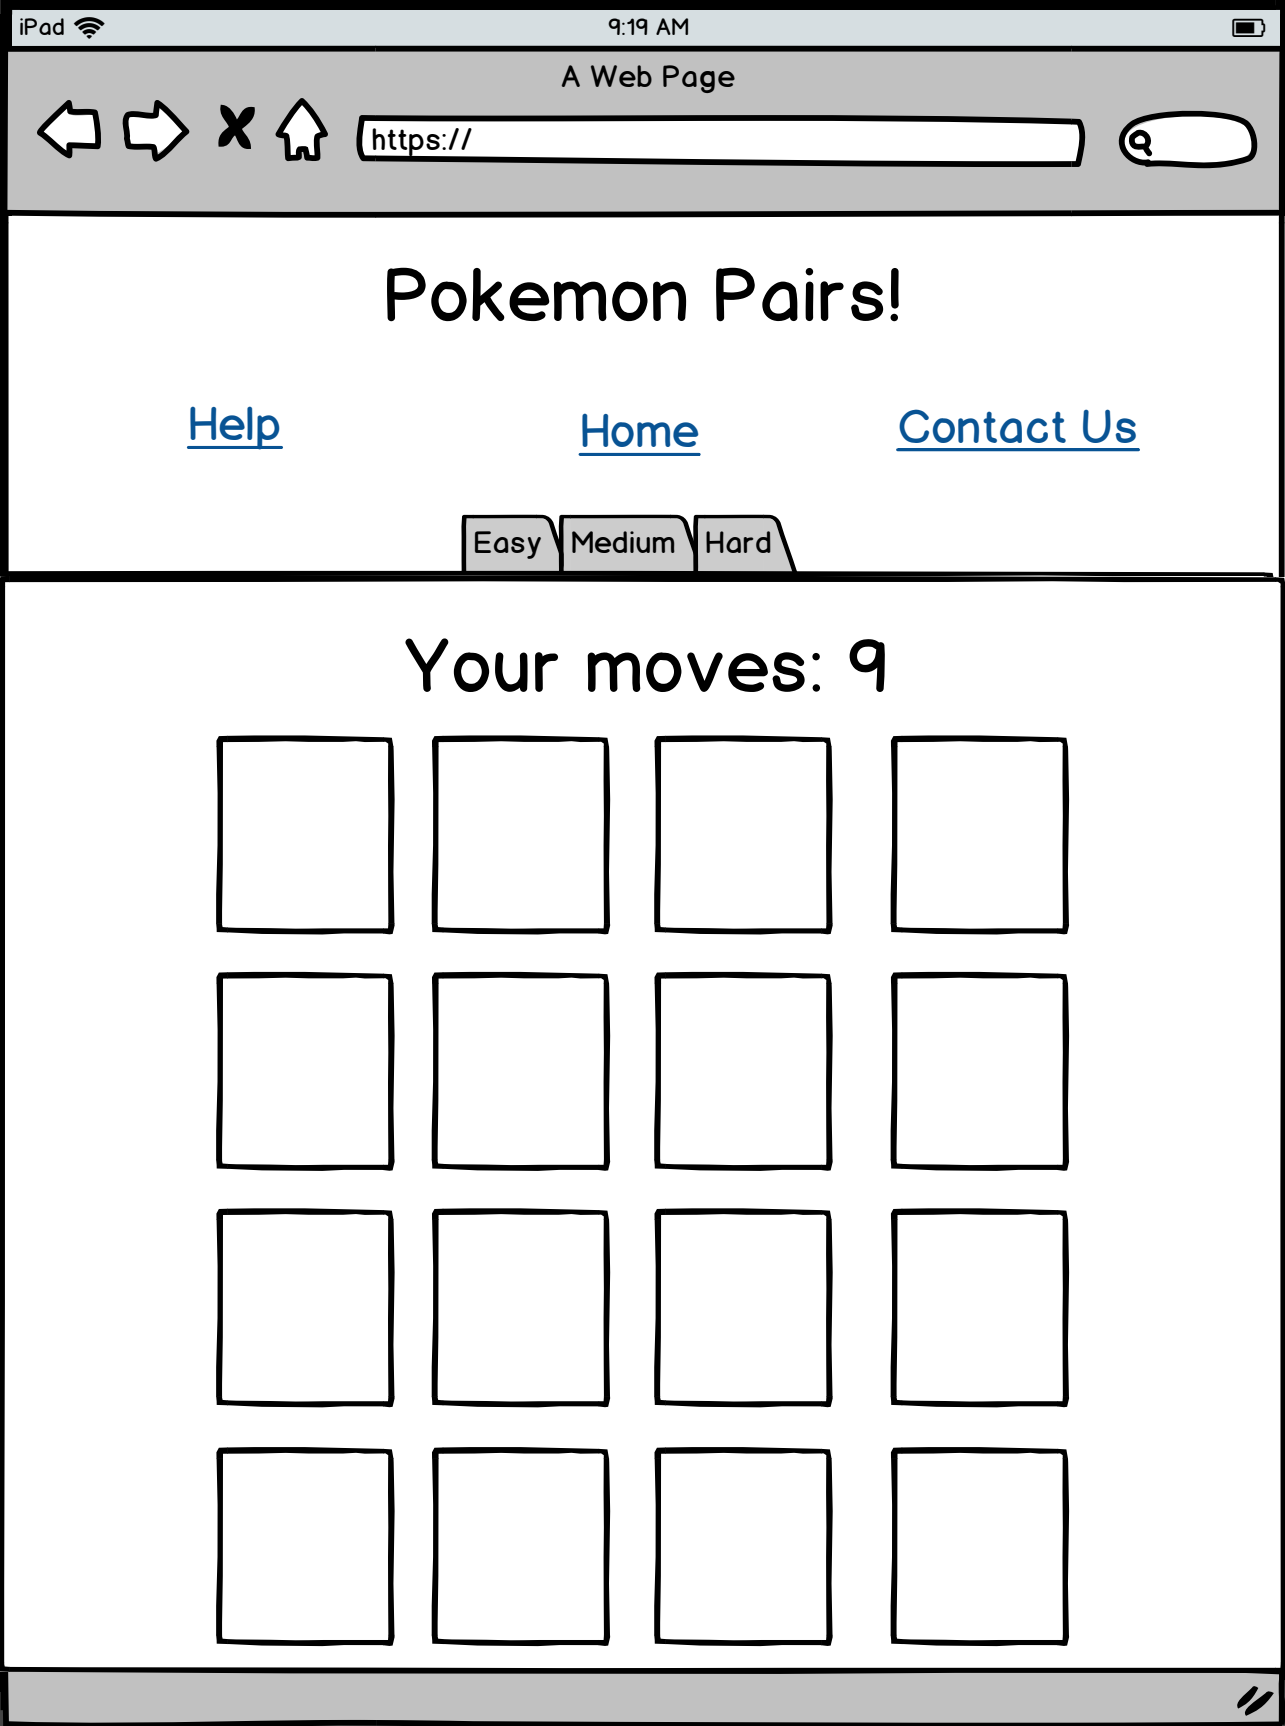 iPad 9:19 AM
A Web Page
https://
Pokemon Pairs!
Help Home Contact Us
Easy Medium Hard
Your moves: 9